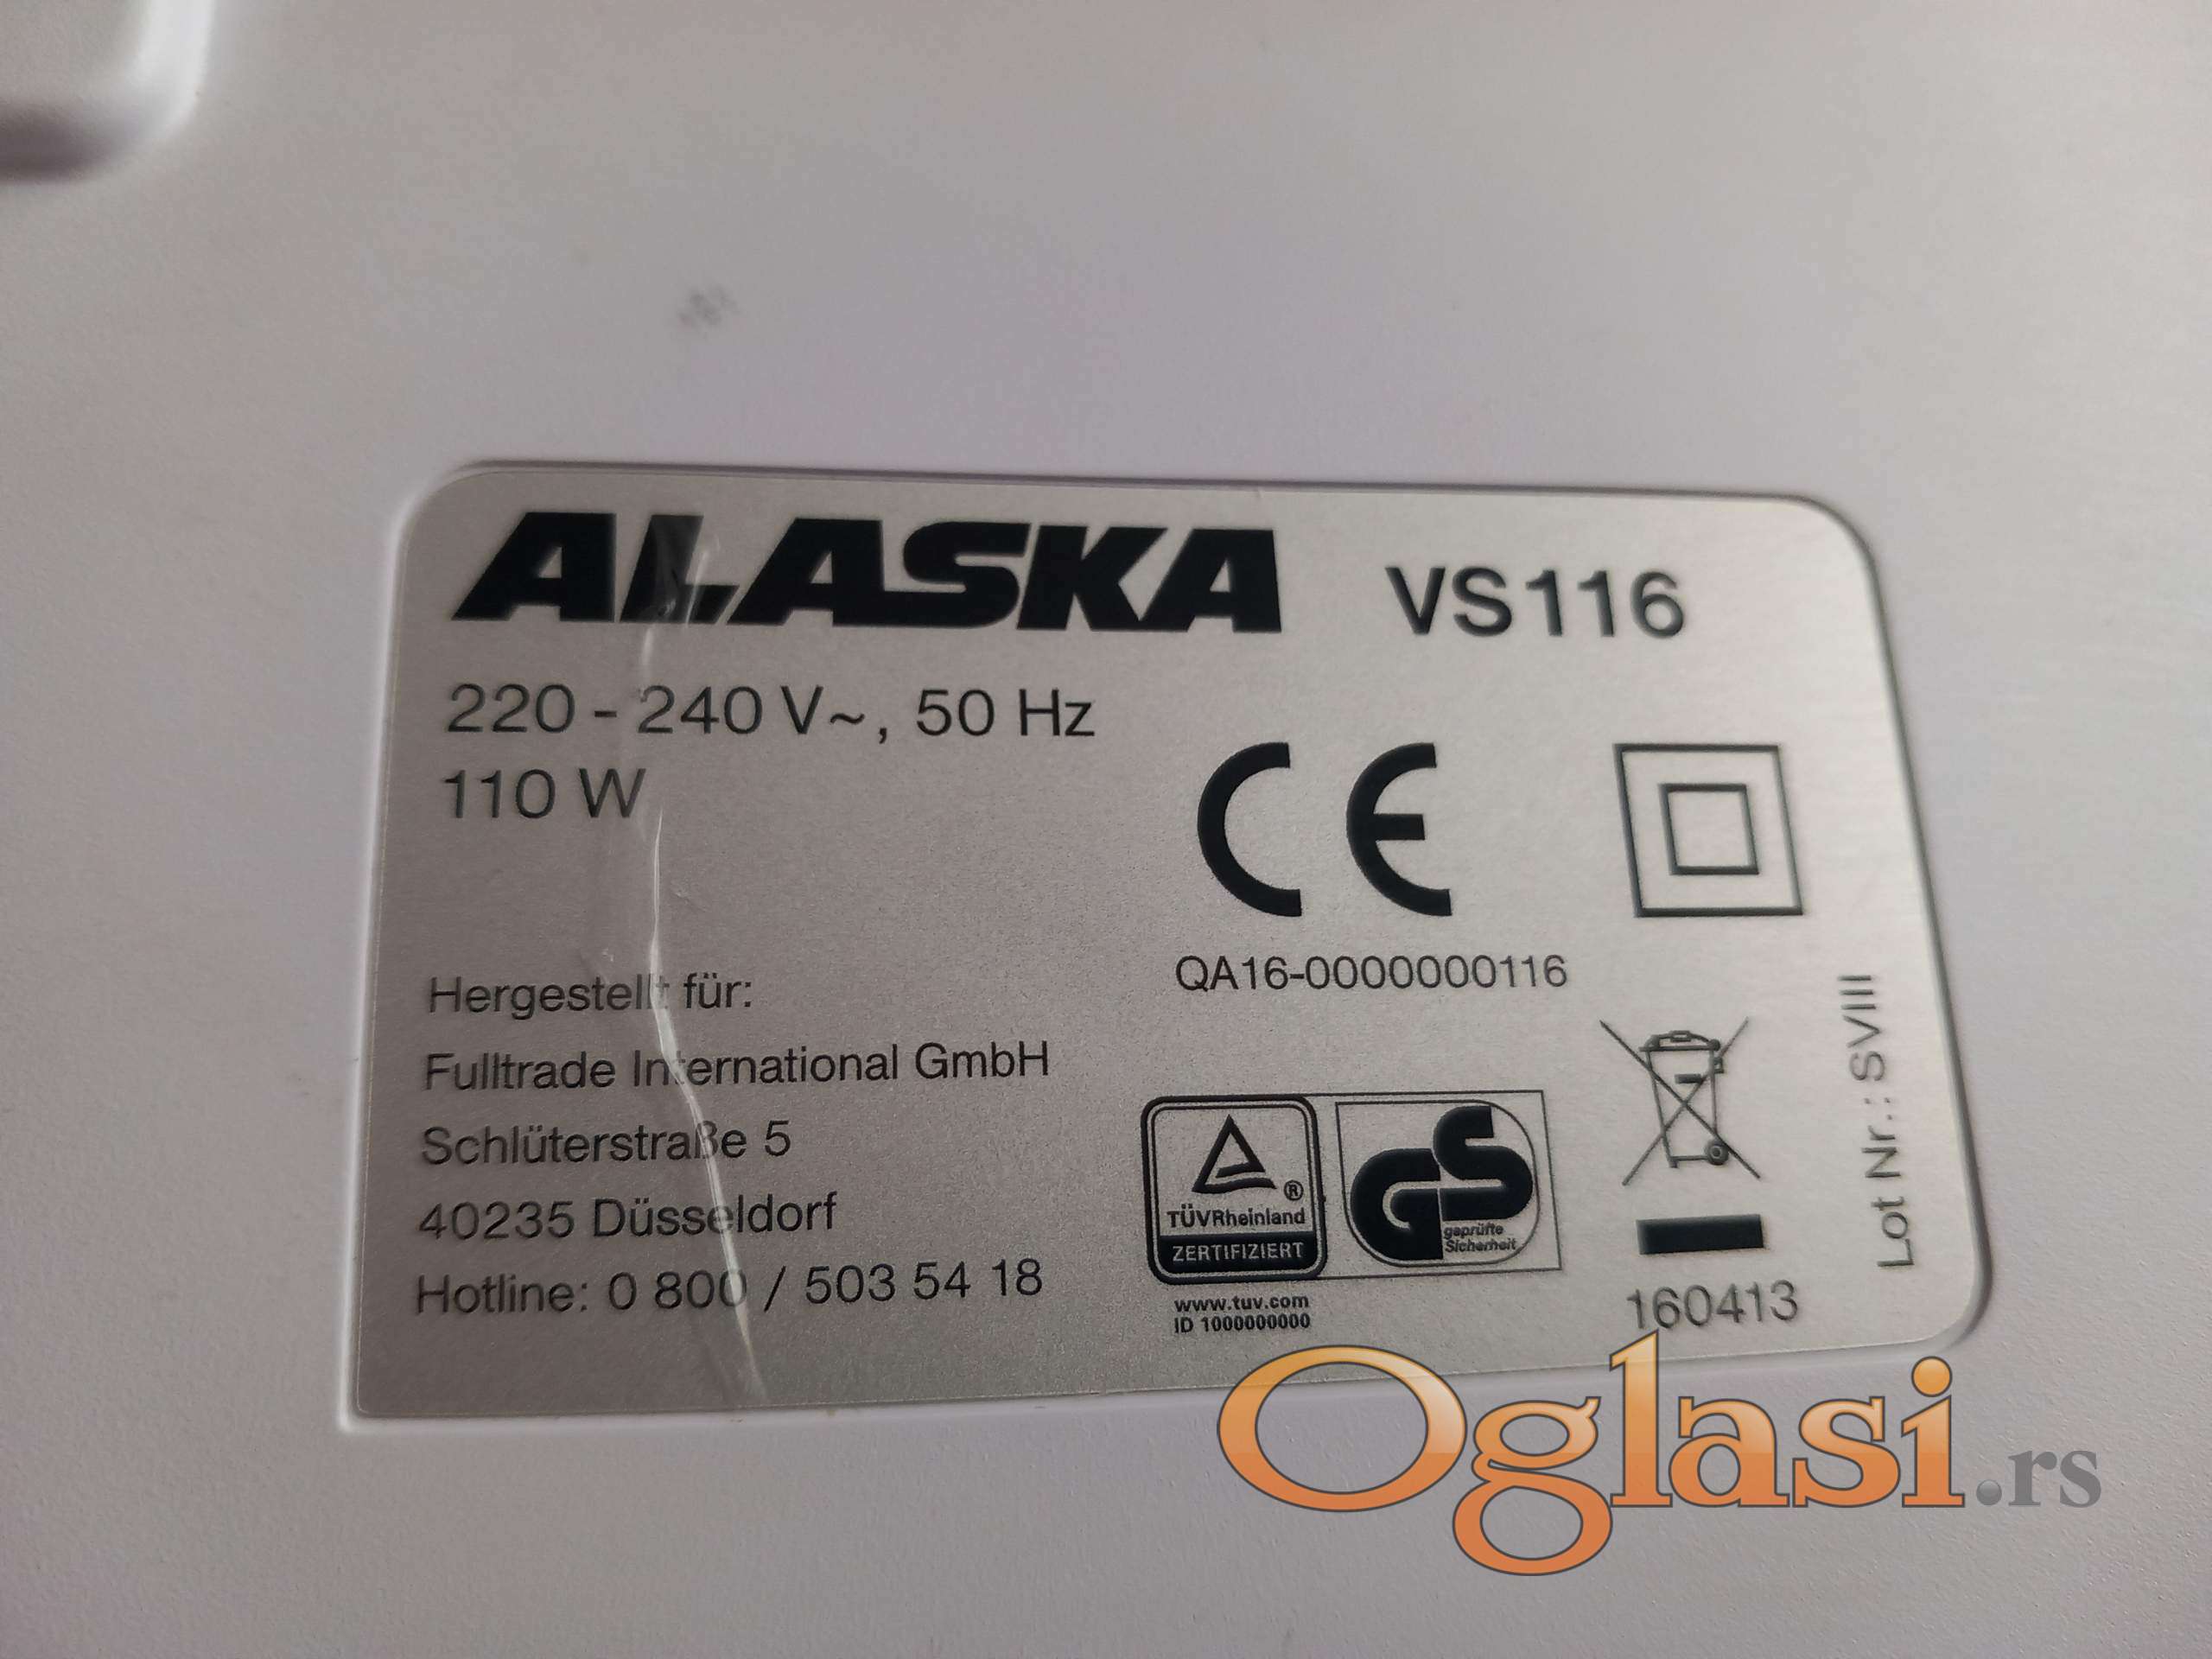 ALASKA VS116
220 - 240 V~, 50 Hz
110 W
CE
QA16-0000000116
Hergestellt für:
Fulltrade International GmbH
Schlüterstraße 5
40235 Düsseldorf
Hotline: 0 800 / 503 54 18
TÜVRheinland ®
ZERTIFIZIERT
GS
geprüfte
Sicherheit
www.tuv.com
ID 1000000000
160413
Lot Nr.: SVIII
Oglasi.rs